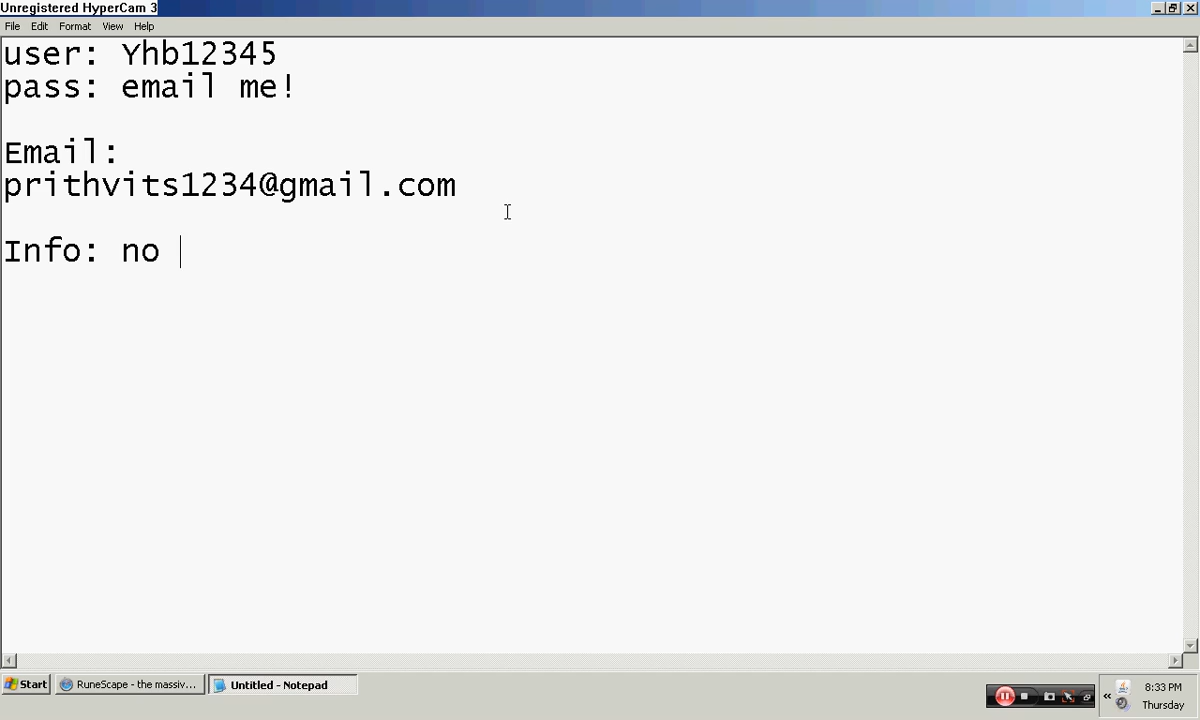 Unregistered HyperCam 3
File Edit Format View Help
user: Yhb12345
pass: email me!
Email:
prithvits1234@gmail.com
Info: no
Start RuneScape - the massiv... Untitled - Notepad 8:33 PM
Thursday